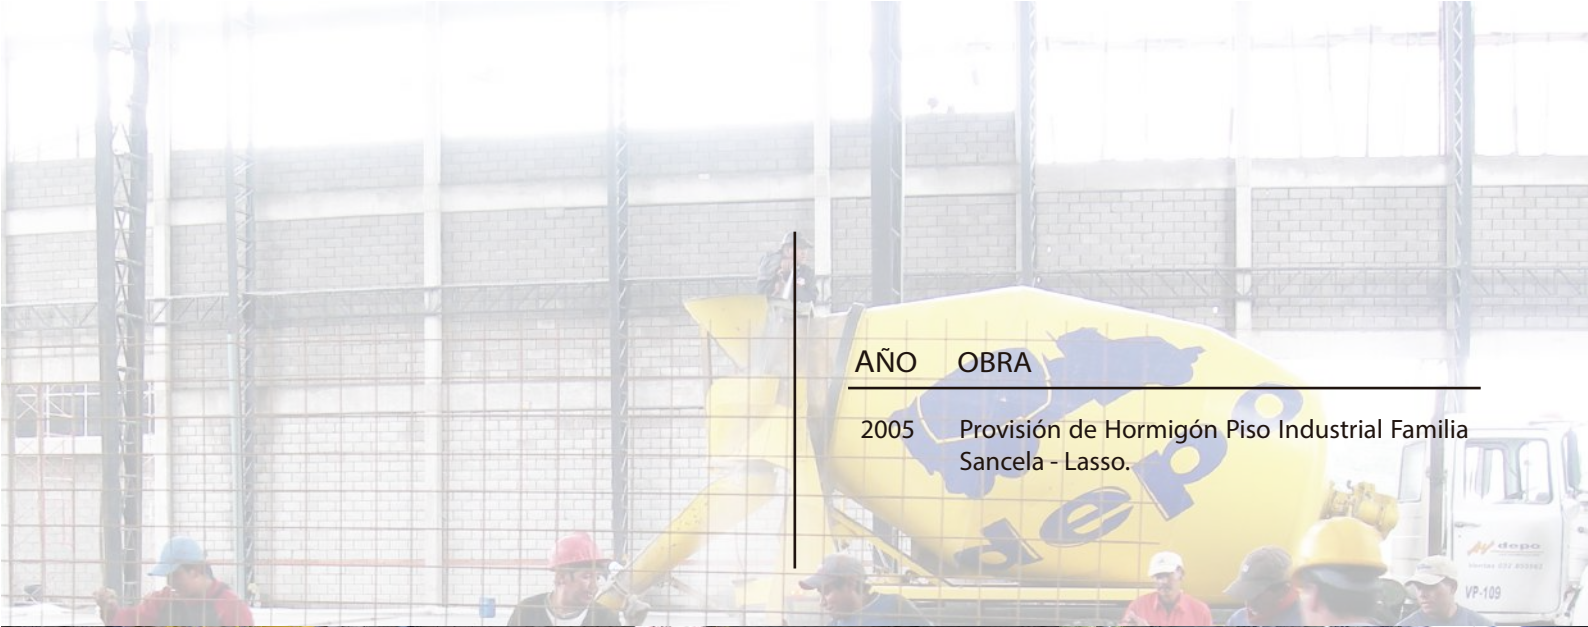 AÑO OBRA
2005 Provisión de Hormigón Piso Industrial Familia
Sancela - Lasso.
depo
depo
VP-109